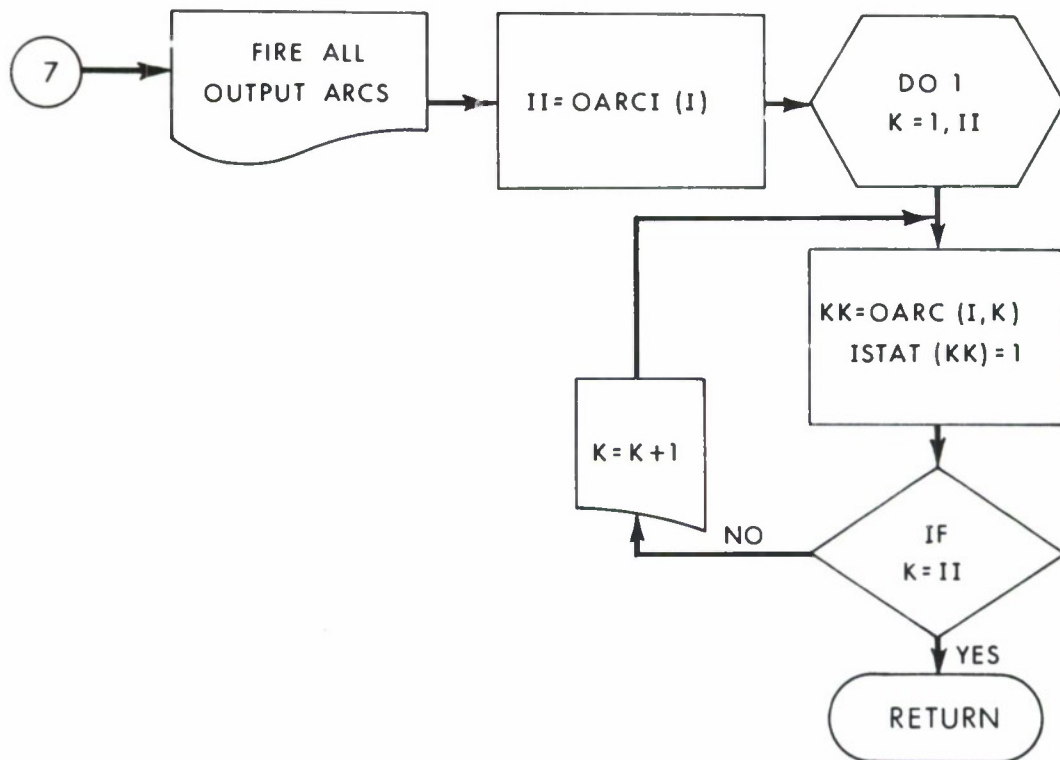 7
FIRE ALL
OUTPUT ARCS
II=OARCI (I)
DO 1
K=1, II
KK=OARC (I,K)
ISTAT (KK)=1
K=K+1
NO
IF
K=II
YES
RETURN